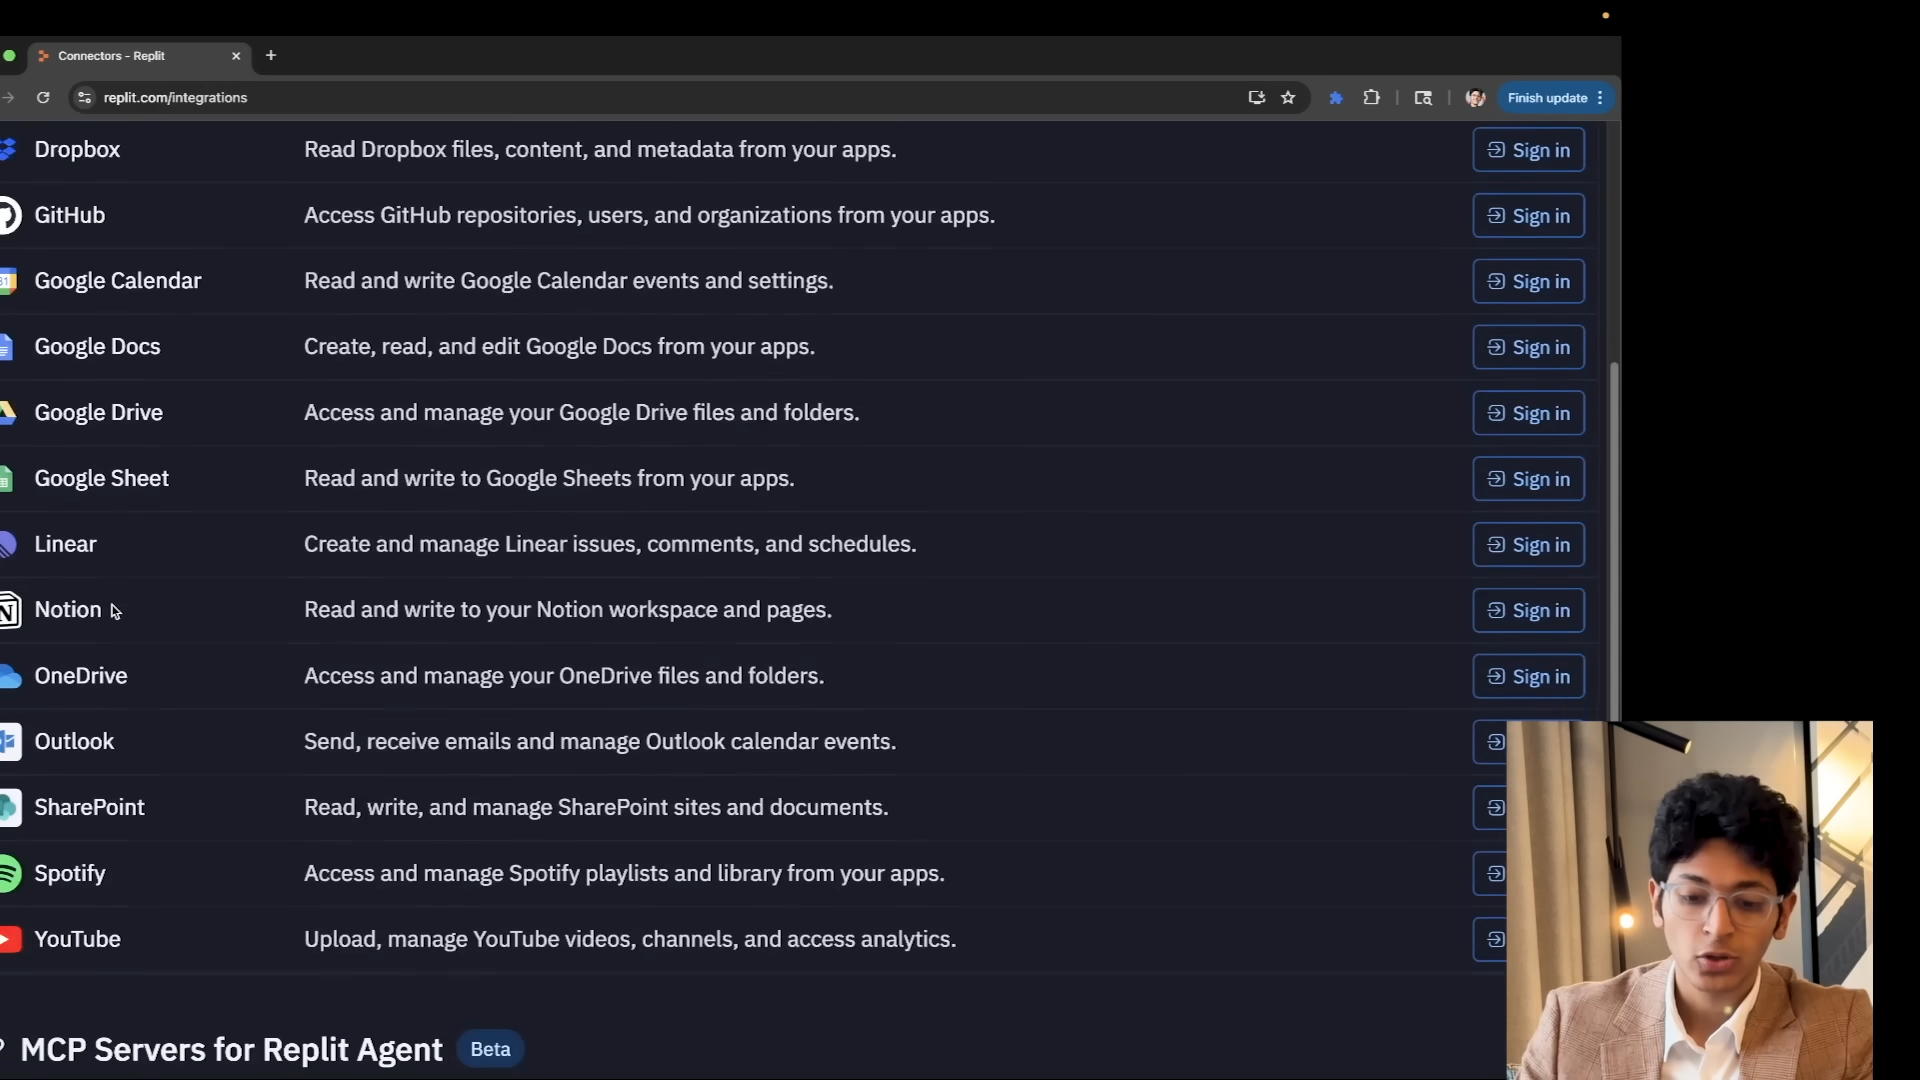 Connectors - Replit
replit.com/integrations
Finish update
Dropbox Read Dropbox files, content, and metadata from your apps. Sign in
GitHub Access GitHub repositories, users, and organizations from your apps. Sign in
31
Google Calendar Read and write Google Calendar events and settings. Sign in
Google Docs Create, read, and edit Google Docs from your apps. Sign in
Google Drive Access and manage your Google Drive files and folders. Sign in
Google Sheet Read and write to Google Sheets from your apps. Sign in
Linear Create and manage Linear issues, comments, and schedules. Sign in
N Notion Read and write to your Notion workspace and pages. Sign in
OneDrive Access and manage your OneDrive files and folders. Sign in
Outlook Send, receive emails and manage Outlook calendar events.
SharePoint Read, write, and manage SharePoint sites and documents.
Spotify Access and manage Spotify playlists and library from your apps.
YouTube Upload, manage YouTube videos, channels, and access analytics.
MCP Servers for Replit Agent Beta